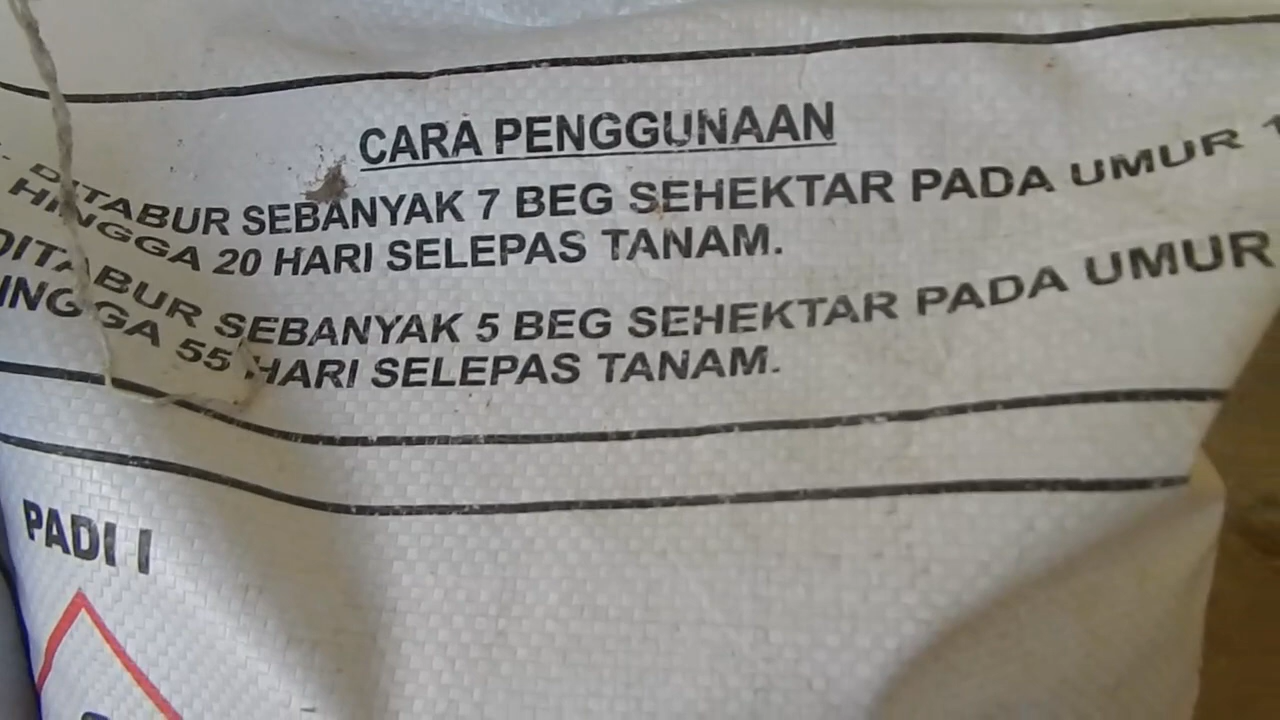 CARA PENGGUNAAN
DITABUR SEBANYAK 7 BEG SEHEKTAR PADA UMUR
HINGGA 20 HARI SELEPAS TANAM.
DITABUR SEBANYAK 5 BEG SEHEKTAR PADA UMUR
HINGGA 55 HARI SELEPAS TANAM.
PADI I